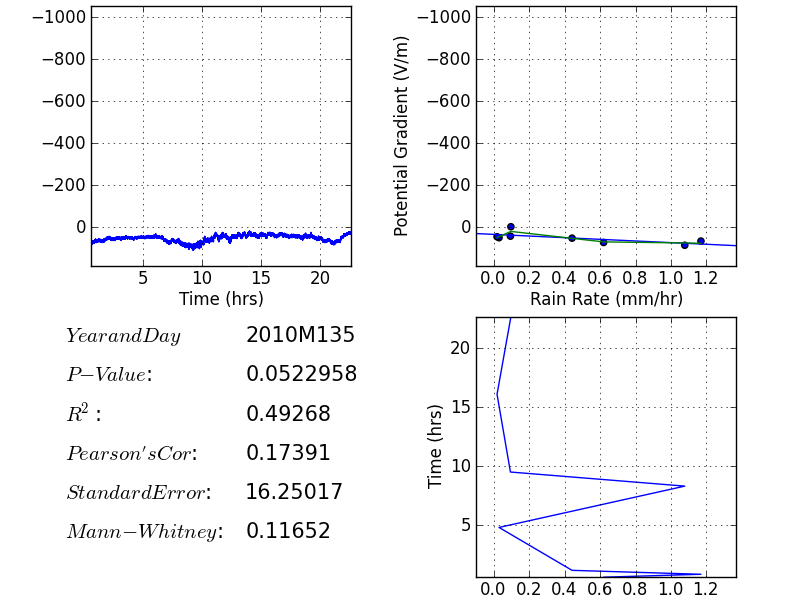 −1000
−800
−600
−400
−200
0
5 10 15 20
Time (hrs)
Potential Gradient (V/m)
−1000
−800
−600
−400
−200
0
0.0 0.2 0.4 0.6 0.8 1.0 1.2
Rain Rate (mm/hr)
YearandDay 2010M135
P−Value: 0.0522958
R²: 0.49268
Pearson'sCor: 0.17391
StandardError: 16.25017
Mann−Whitney: 0.11652
Time (hrs)
20
15
10
5
0.0 0.2 0.4 0.6 0.8 1.0 1.2